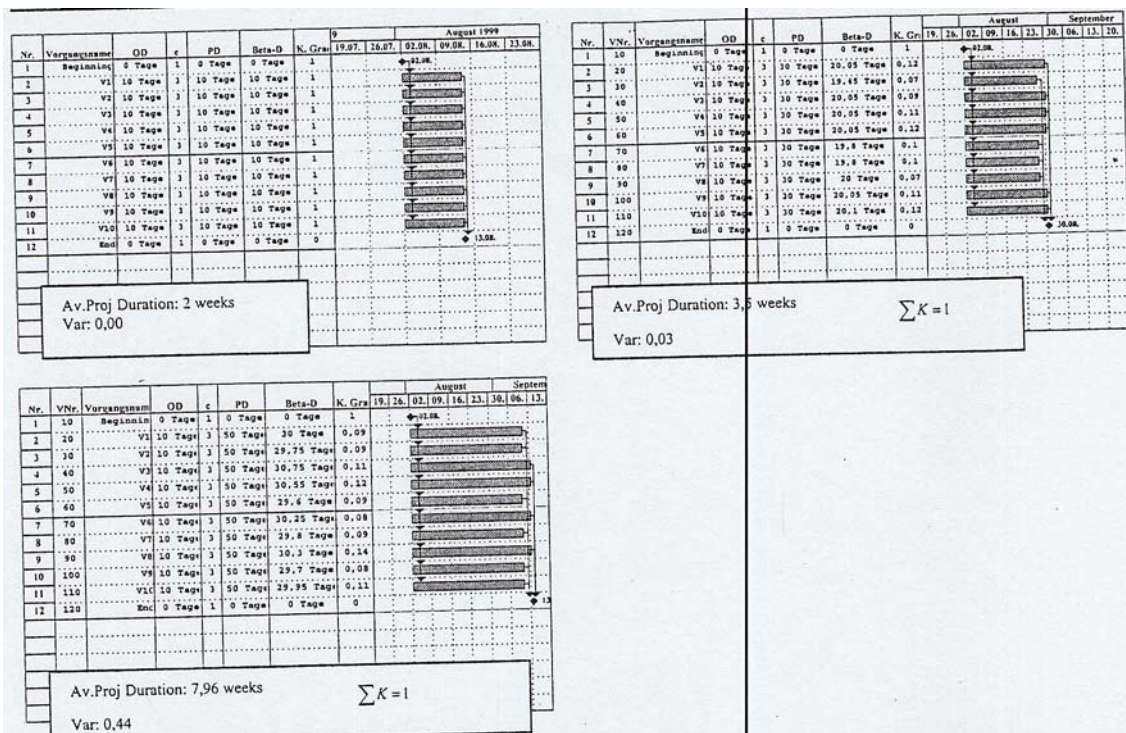 9 August 1999
Nr. Vorgangsname OD c PD Beta-D K. Gra 19.07. 26.07. 02.08. 09.08. 16.08. 23.08.
1 Beginning 0 Tage 1 0 Tage 0 Tage 1 02.08.
2 V1 10 Tage 3 10 Tage 10 Tage 1
3 V2 10 Tage 3 10 Tage 10 Tage 1
4 V3 10 Tage 3 10 Tage 10 Tage 1
5 V4 10 Tage 3 10 Tage 10 Tage 1
6 V5 10 Tage 3 10 Tage 10 Tage 1
7 V6 10 Tage 3 10 Tage 10 Tage 1
8 V7 10 Tage 3 10 Tage 10 Tage 1
9 V8 10 Tage 3 10 Tage 10 Tage 1
10 V9 10 Tage 3 10 Tage 10 Tage 1
11 V10 10 Tage 3 10 Tage 10 Tage 1
12 End 0 Tage 1 0 Tage 0 Tage 0 13.08.
Av.Proj Duration: 2 weeks
Var: 0,00
August September
Nr. VNr. Vorgangsname OD c PD Beta-D K. Gra 19. 26. 02. 09. 16. 23. 30. 06. 13. 20.
1 10 Beginning 0 Tage 1 0 Tage 0 Tage 1 02.08.
2 20 V1 10 Tage 3 30 Tage 20,05 Tage 0,12
3 30 V2 10 Tage 3 30 Tage 19,45 Tage 0,07
4 40 V3 10 Tage 3 30 Tage 20,05 Tage 0,09
5 50 V4 10 Tage 3 30 Tage 20,05 Tage 0,11
6 60 V5 10 Tage 3 30 Tage 20,05 Tage 0,12
7 70 V6 10 Tage 3 30 Tage 19,8 Tage 0,1
8 80 V7 10 Tage 3 30 Tage 19,8 Tage 0,1
9 90 V8 10 Tage 3 30 Tage 20 Tage 0,07
10 100 V9 10 Tage 3 30 Tage 20,05 Tage 0,11
11 110 V10 10 Tage 3 30 Tage 20,1 Tage 0,12
12 120 End 0 Tage 1 0 Tage 0 Tage 0 30.08.
Av.Proj Duration: 3,5 weeks ∑K = 1
Var: 0,03
August Septem
Nr. VNr. Vorgangsnam OD c PD Beta-D K. Gra 19. 26. 02. 09. 16. 23. 30. 06. 13.
1 10 Beginnin 0 Tage 1 0 Tage 0 Tage 1 02.08.
2 20 V1 10 Tage 3 50 Tage 30 Tage 0,09
3 30 V2 10 Tage 3 50 Tage 29,75 Tage 0,09
4 40 V3 10 Tage 3 50 Tage 30,75 Tage 0,11
5 50 V4 10 Tage 3 50 Tage 30,55 Tage 0,12
6 60 V5 10 Tage 3 50 Tage 29,6 Tage 0,09
7 70 V6 10 Tage 3 50 Tage 30,25 Tage 0,08
8 80 V7 10 Tage 3 50 Tage 29,8 Tage 0,09
9 90 V8 10 Tage 3 50 Tage 30,3 Tage 0,14
10 100 V9 10 Tage 3 50 Tage 29,7 Tage 0,08
11 110 V1( 10 Tage 3 50 Tage 29,95 Tage 0,11
12 120 Enc 0 Tage 1 0 Tage 0 Tage 0 13
Av.Proj Duration: 7,96 weeks ∑K = 1
Var: 0,44